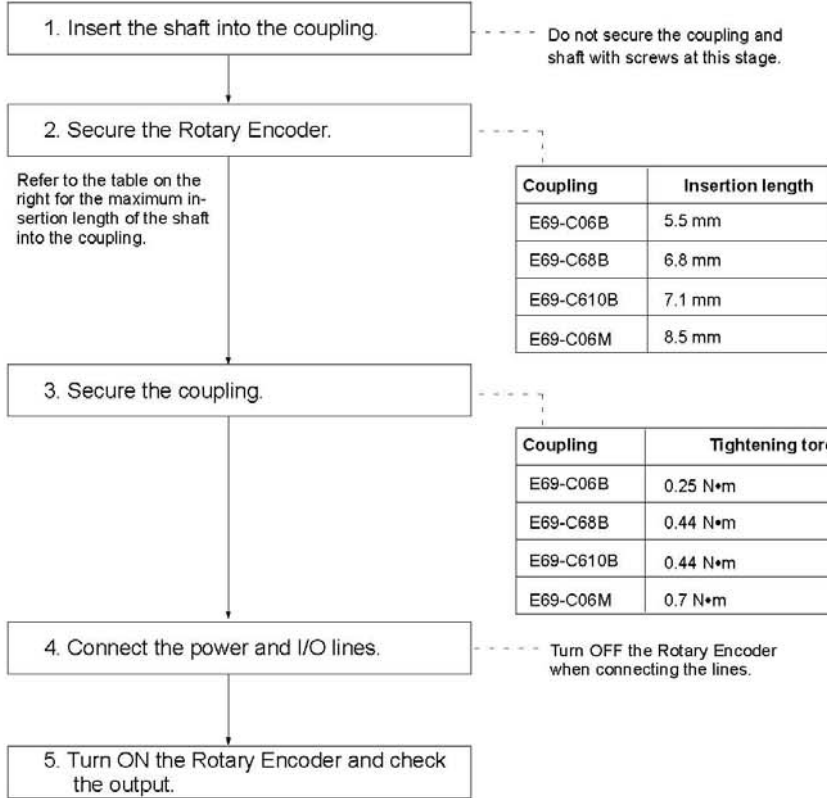 1. Insert the shaft into the coupling.
Do not secure the coupling and
shaft with screws at this stage.
2. Secure the Rotary Encoder.
Refer to the table on the
right for the maximum in-
sertion length of the shaft
into the coupling.
Coupling Insertion length
E69-C06B 5.5 mm
E69-C68B 6.8 mm
E69-C610B 7.1 mm
E69-C06M 8.5 mm
3. Secure the coupling.
Coupling Tightening torc
E69-C06B 0.25 N•m
E69-C68B 0.44 N•m
E69-C610B 0.44 N•m
E69-C06M 0.7 N•m
4. Connect the power and I/O lines.
Turn OFF the Rotary Encoder
when connecting the lines.
5. Turn ON the Rotary Encoder and check
the output.